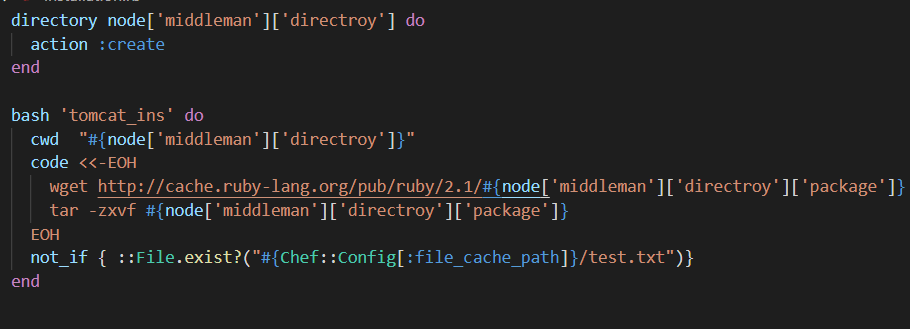 directory node['middleman']['directroy'] do
  action :create
end
bash 'tomcat_ins' do
  cwd  "#{node['middleman']['directroy']}"
  code <<-EOH
    wget http://cache.ruby-lang.org/pub/ruby/2.1/#{node['middleman']['directroy']['package']}
    tar -zxvf #{node['middleman']['directroy']['package']}
  EOH
  not_if { ::File.exist?("#{Chef::Config[:file_cache_path]}/test.txt")}
end